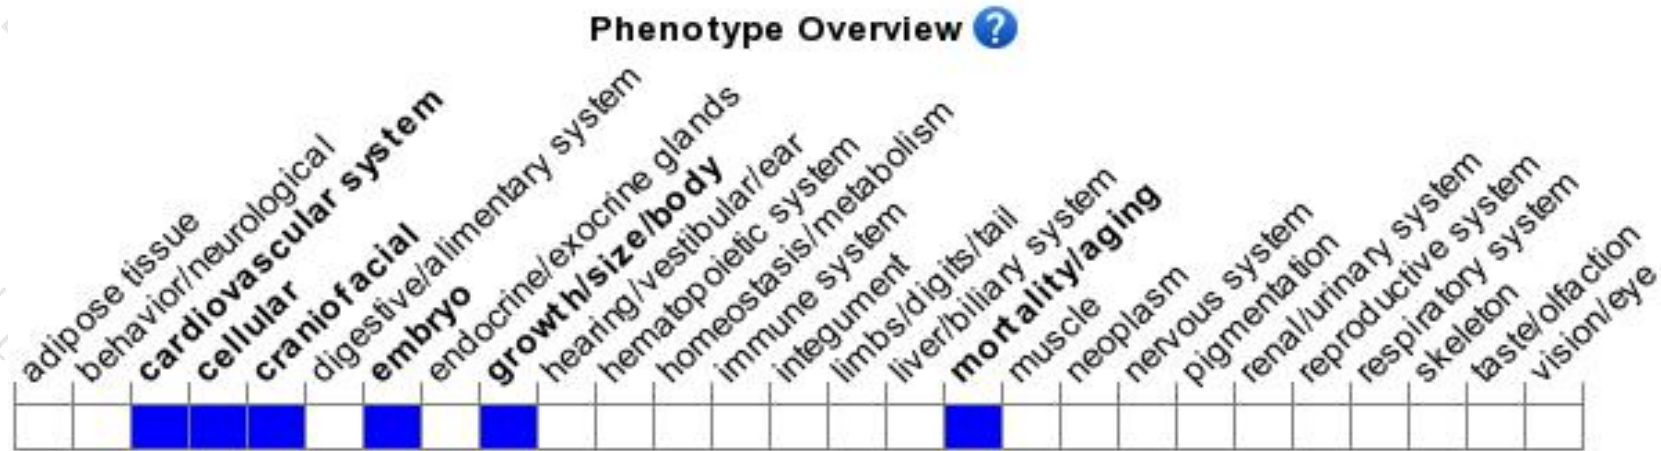 Phenotype Overview ?
adipose tissue
behavior/neurological
cardiovascular system
cellular
craniofacial
digestive/alimentary system
embryo
endocrine/exocrine glands
growth/size/body
hearing/vestibular/ear
hematopoietic system
homeostasis/metabolism
immune system
integument
limbs/digits/tail
liver/biliary system
mortality/aging
muscle
neoplasm
nervous system
pigmentation
renal/urinary system
reproductive system
respiratory system
skeleton
taste/olfaction
vision/eye